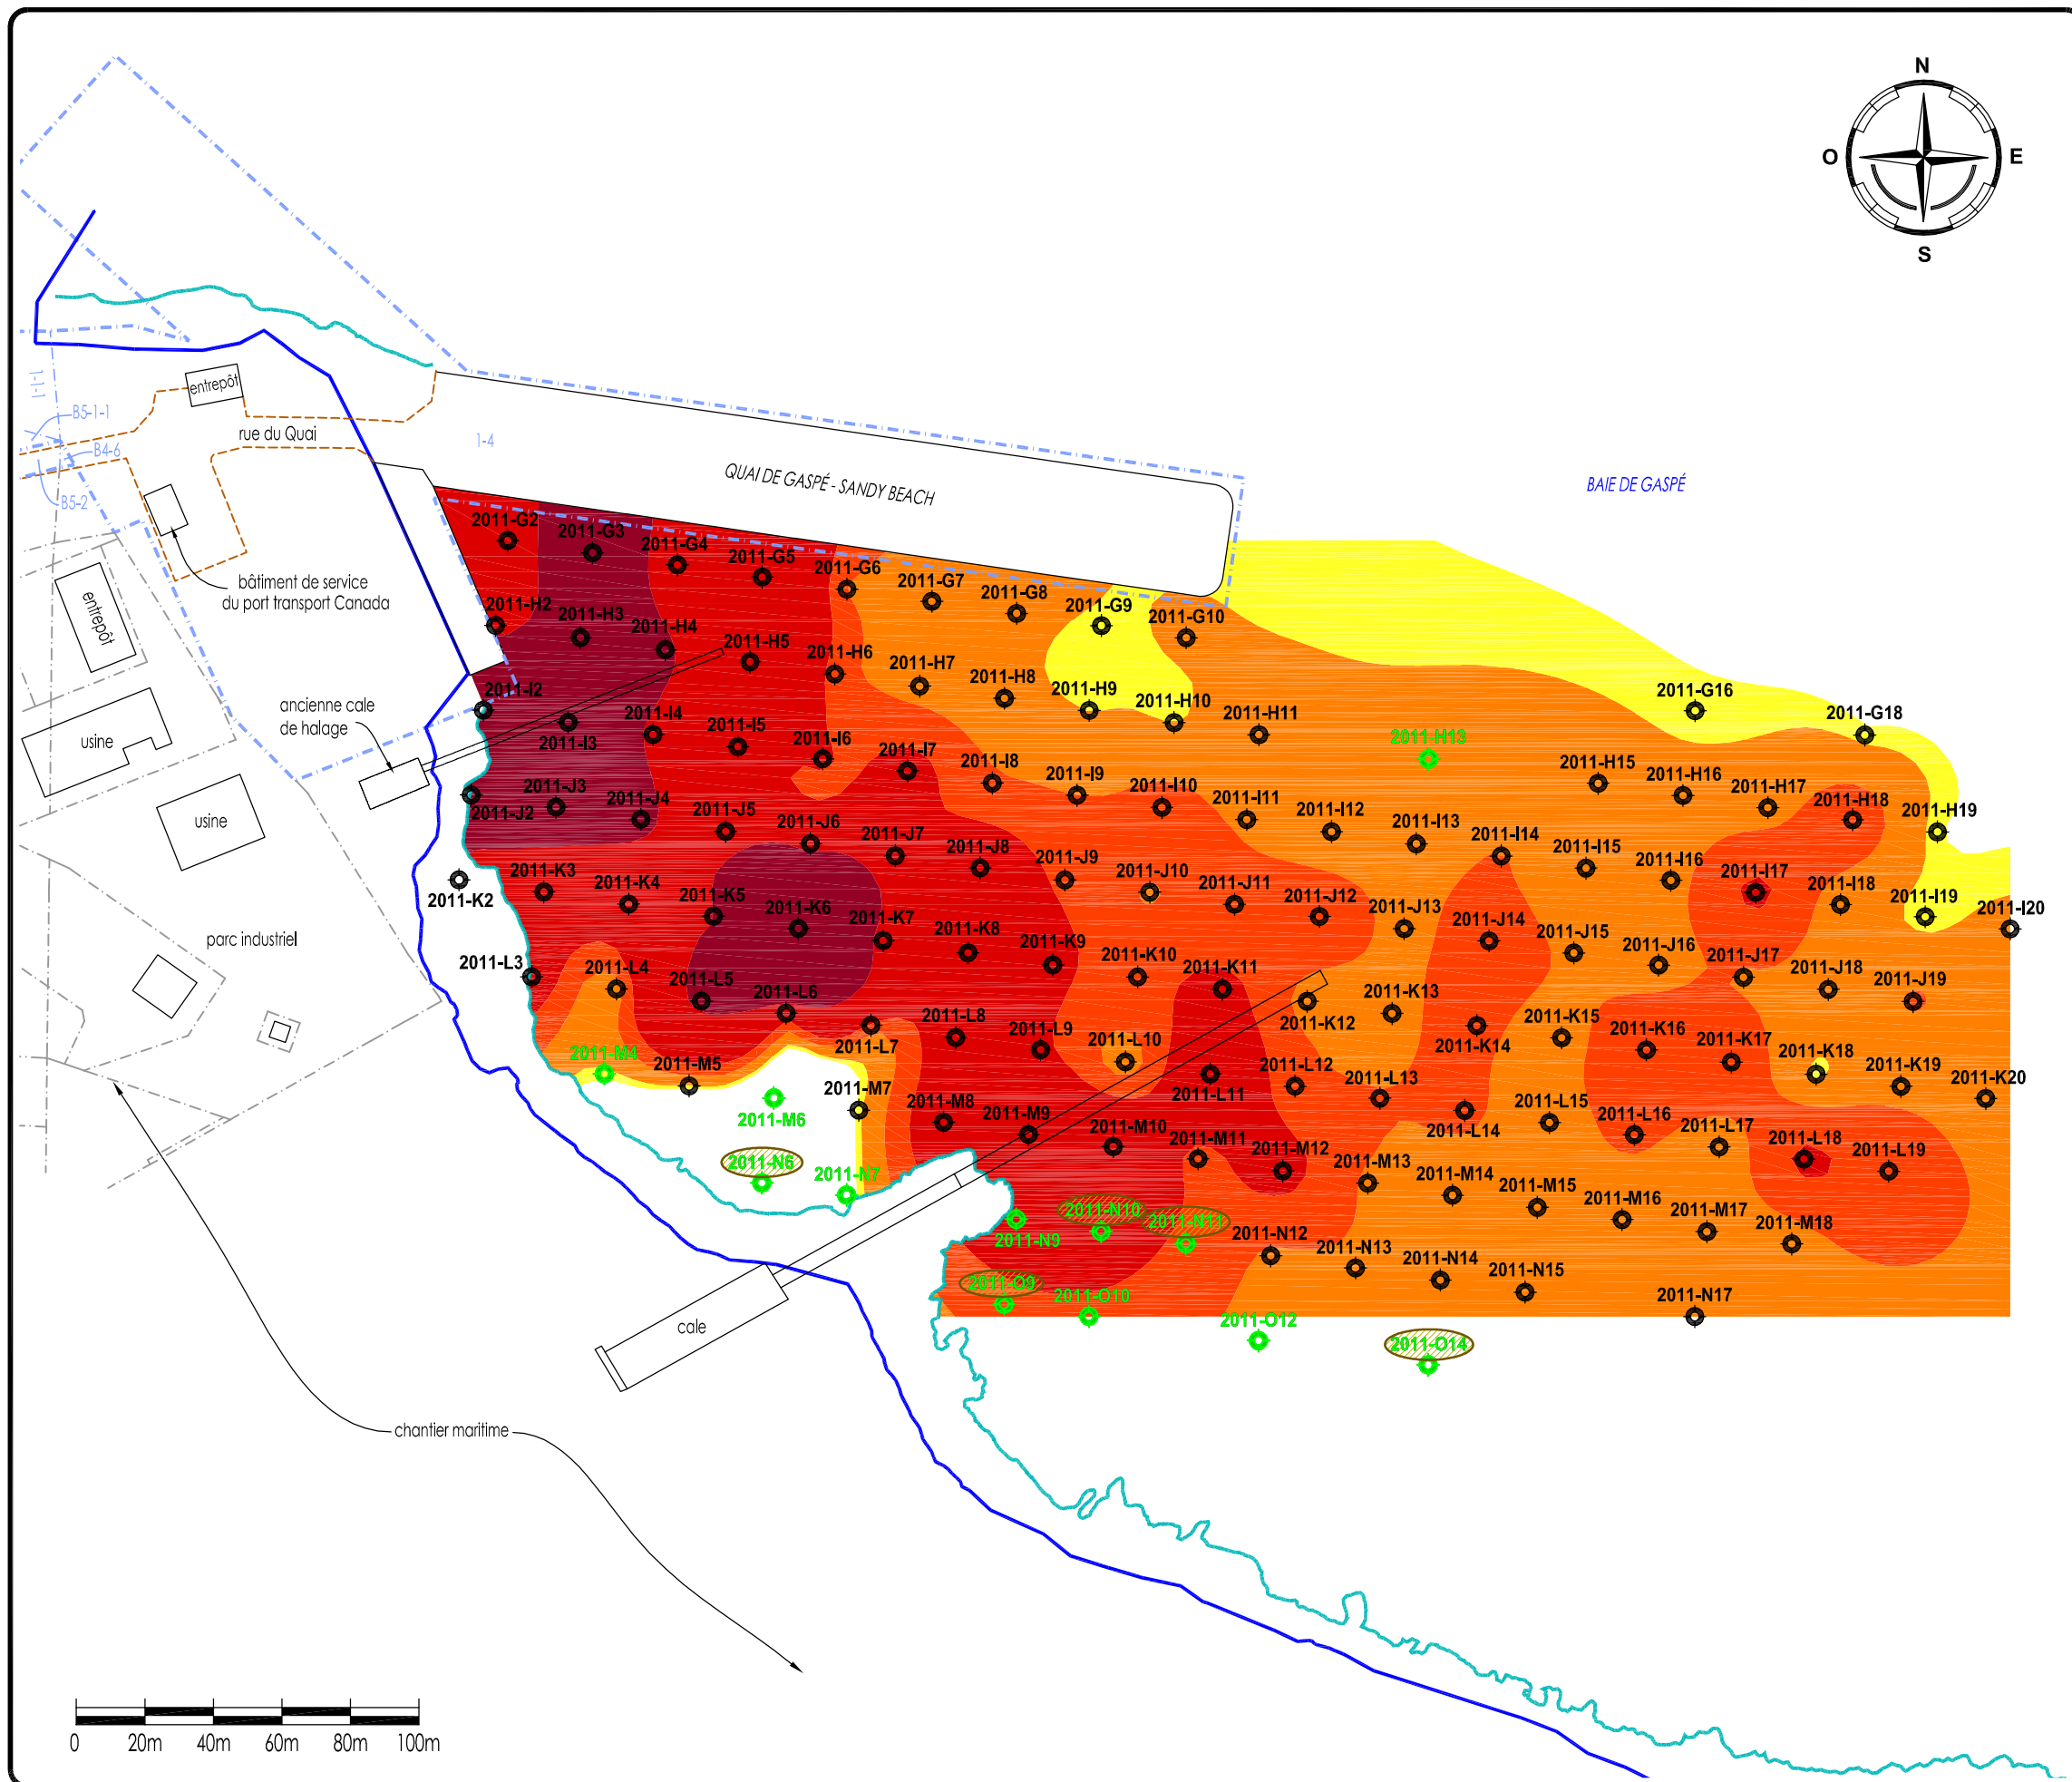 N
O
E
S
entrepôt
1-1-1
B5-1-1
rue du Quai
B4-6
1-4
B5-2
QUAI DE GASPÉ - SANDY BEACH
BAIE DE GASPÉ
bâtiment de service
du port transport Canada
entrepôt
ancienne cale
de halage
usine
usine
parc industriel
2011-G2
2011-G3
2011-G4
2011-G5
2011-G6
2011-G7
2011-G8
2011-G9
2011-G10
2011-G16
2011-G18
2011-H2
2011-H3
2011-H4
2011-H5
2011-H6
2011-H7
2011-H8
2011-H9
2011-H10
2011-H11
2011-H13
2011-H15
2011-H16
2011-H17
2011-H18
2011-H19
2011-I2
2011-I3
2011-I4
2011-I5
2011-I6
2011-I7
2011-I8
2011-I9
2011-I10
2011-I11
2011-I12
2011-I13
2011-I14
2011-I15
2011-I16
2011-I17
2011-I18
2011-I19
2011-I20
2011-J2
2011-J3
2011-J4
2011-J5
2011-J6
2011-J7
2011-J8
2011-J9
2011-J10
2011-J11
2011-J12
2011-J13
2011-J14
2011-J15
2011-J16
2011-J17
2011-J18
2011-J19
2011-K2
2011-K3
2011-K4
2011-K5
2011-K6
2011-K7
2011-K8
2011-K9
2011-K10
2011-K11
2011-K12
2011-K13
2011-K14
2011-K15
2011-K16
2011-K17
2011-K18
2011-K19
2011-K20
2011-L3
2011-L4
2011-L5
2011-L6
2011-L7
2011-L8
2011-L9
2011-L10
2011-L11
2011-L12
2011-L13
2011-L14
2011-L15
2011-L16
2011-L17
2011-L18
2011-L19
2011-M4
2011-M5
2011-M6
2011-M7
2011-M8
2011-M9
2011-M10
2011-M11
2011-M12
2011-M13
2011-M14
2011-M15
2011-M16
2011-M17
2011-M18
2011-N6
2011-N7
2011-N9
2011-N10
2011-N11
2011-N12
2011-N13
2011-N14
2011-N15
2011-N17
2011-O9
2011-O10
2011-O12
2011-O14
cale
chantier maritime
0 20m 40m 60m 80m 100m